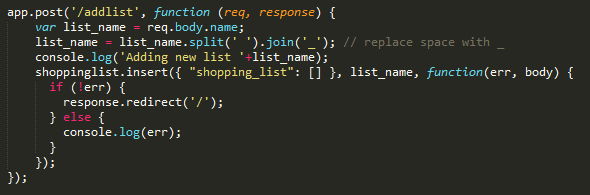 app.post('/addlist', function (req, response) {
    var list_name = req.body.name;
    list_name = list_name.split(' ').join('_'); // replace space with _
    console.log('Adding new list '+list_name);
    shoppinglist.insert({ "shopping_list": [] }, list_name, function(err, body) {
      if (!err) {
        response.redirect('/');
      } else {
        console.log(err);
      }
    });
});